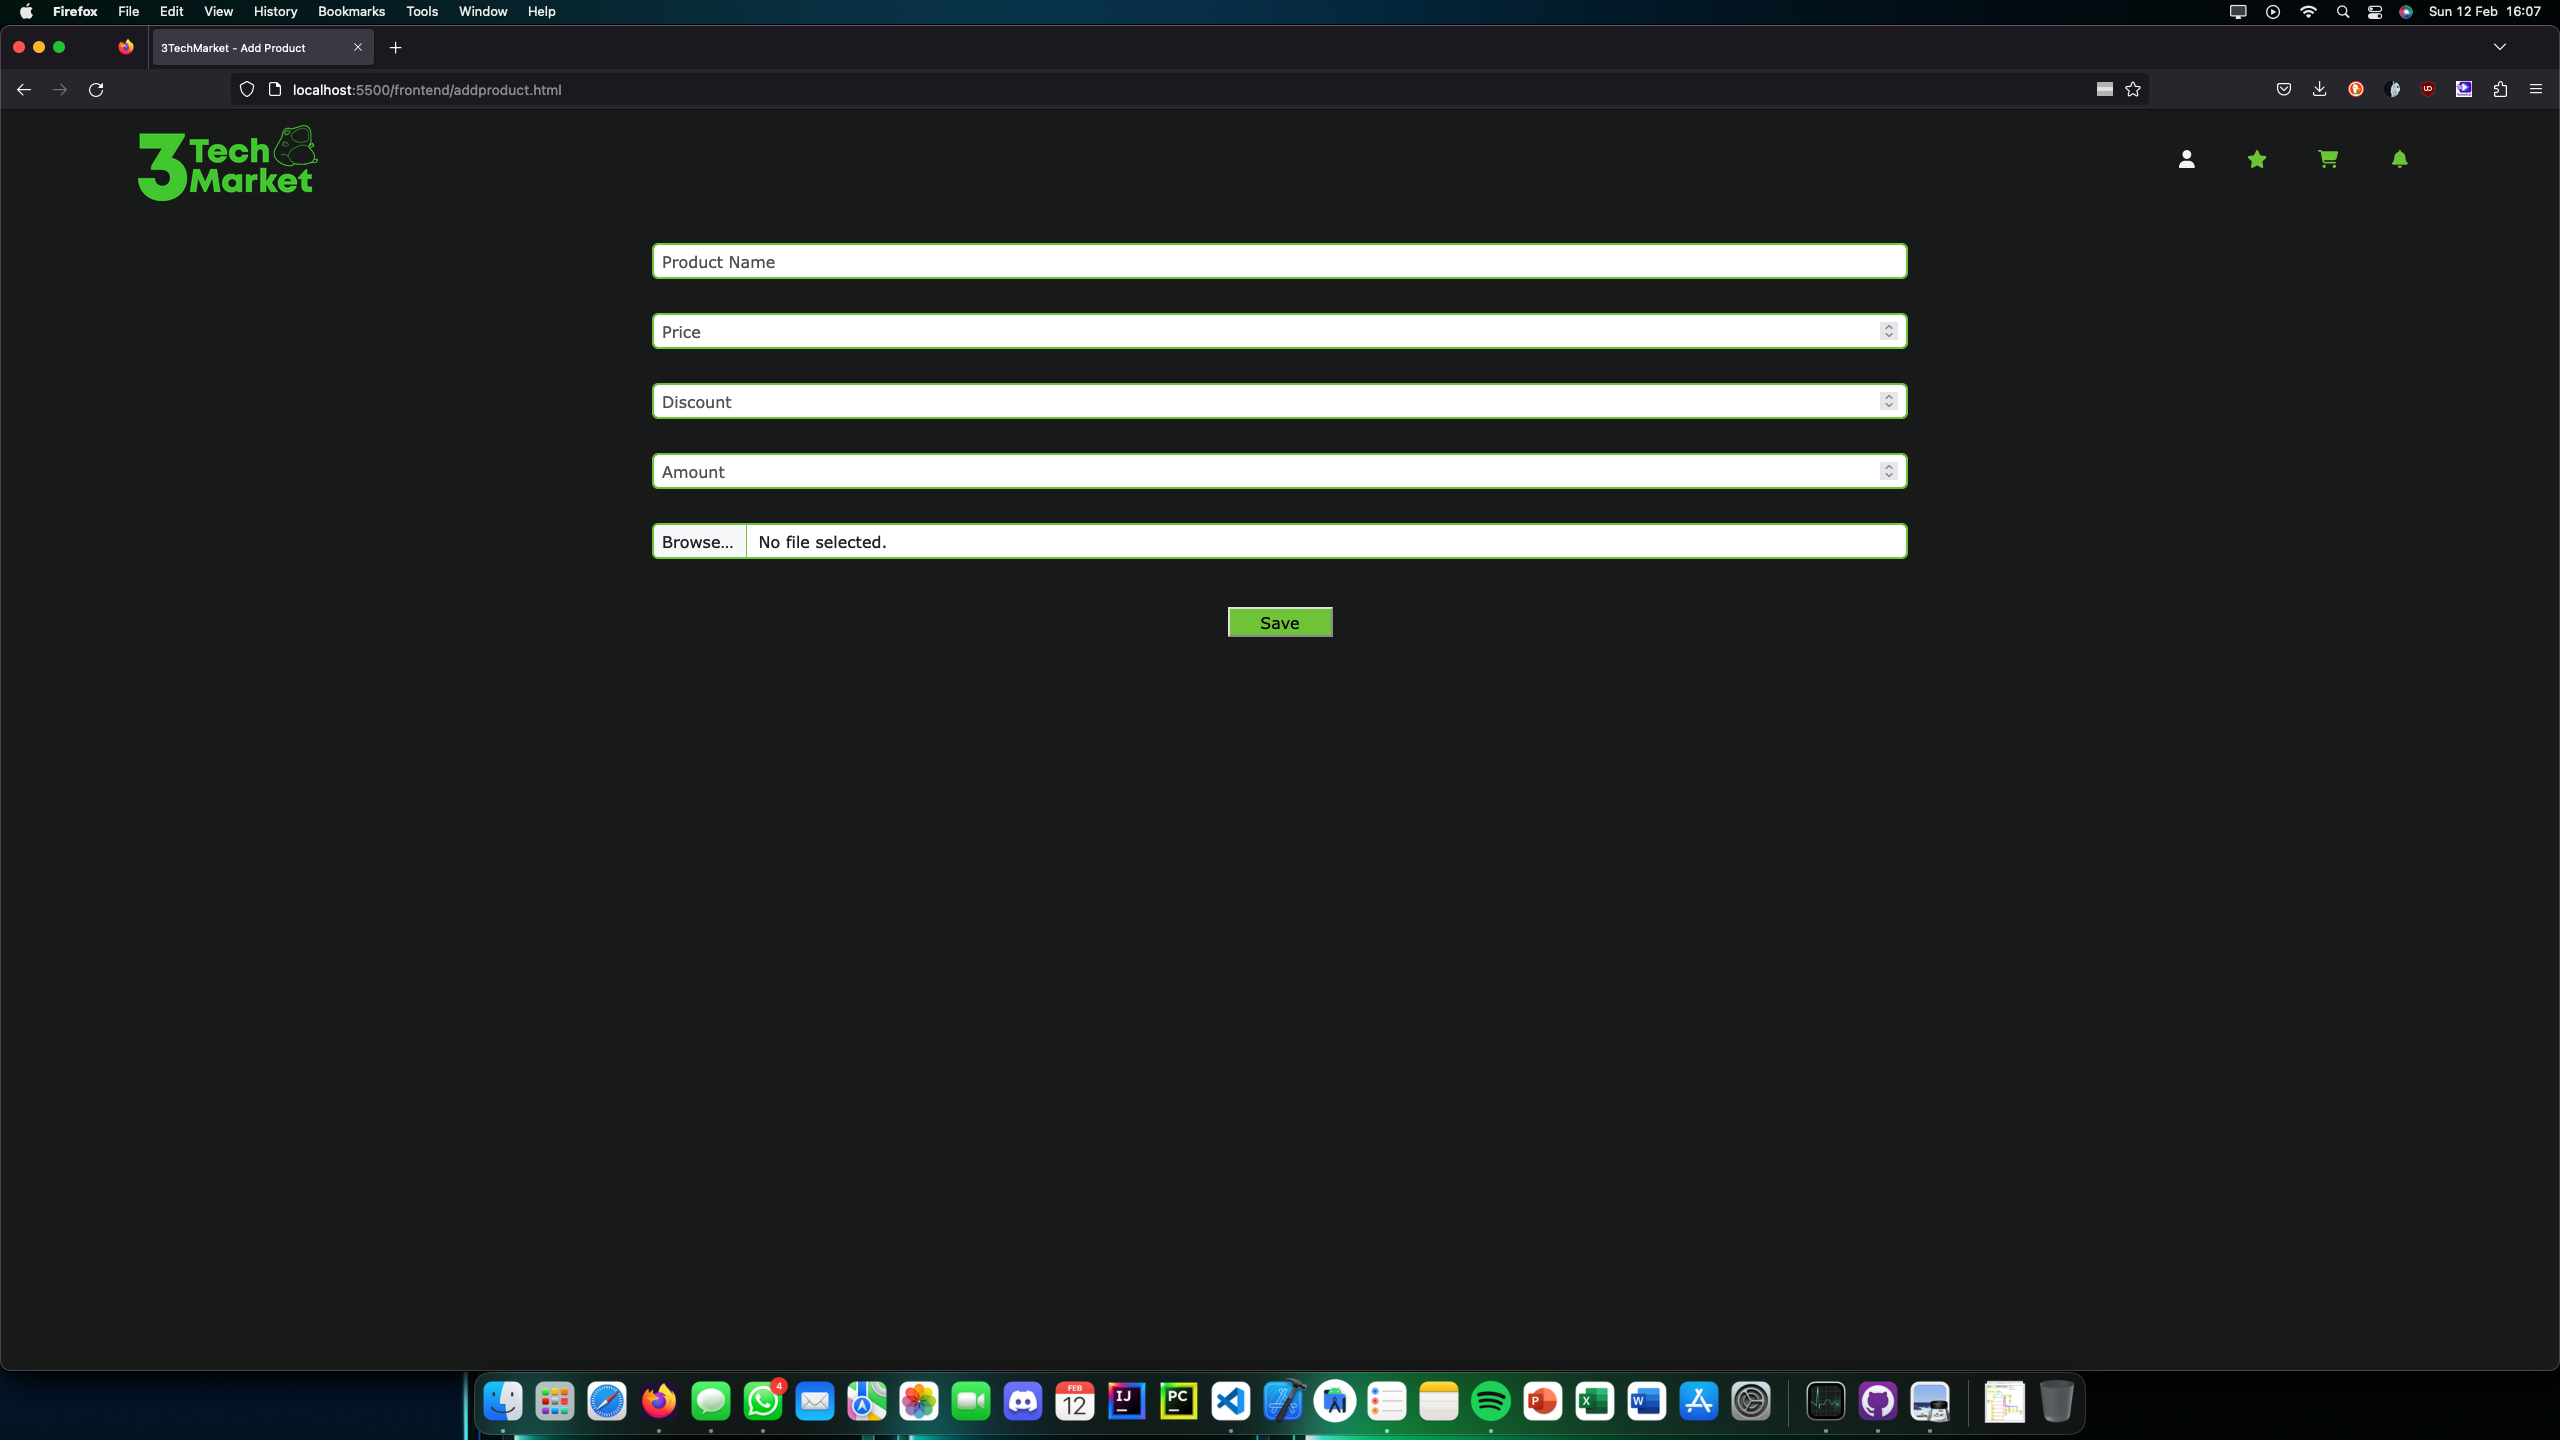 Firefox File Edit View History Bookmarks Tools Window Help Sun 12 Feb 16:07
3TechMarket - Add Product
localhost:5500/frontend/addproduct.html
3 Tech
Market
Product Name
Price
Discount
Amount
Browse... No file selected.
Save
4
FEB
12
IJ
PC
P
X
W